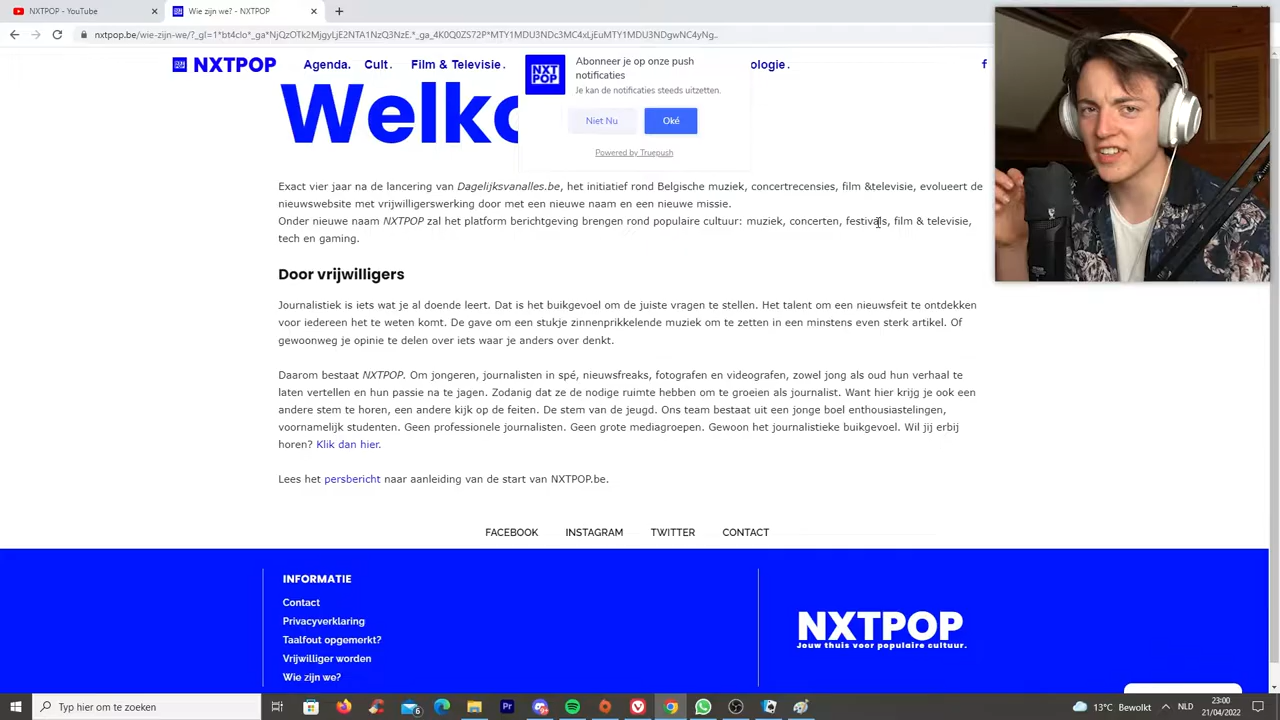 NXTPOP - YouTube
Wie zijn we? - NXTPOP
nxtpop.be/wie-zijn-we/?_gl=1*bt4clo*_ga*NjQzOTk2MjgyLjE2NTA1NzQ3NzE.*_ga_4K0Q0ZS72P*MTY1MDU3NDc3MC4xLjEuMTY1MDU3NDgwNC4yNg..
NXTPOP
Agenda.
Cult.
Film & Televisie.
ologie.
NXT
POP
Abonneer je op onze push
notificaties
Je kan de notificaties steeds uitzetten.
Niet Nu
Oké
Powered by Truepush
Welko
Exact vier jaar na de lancering van Dagelijksvanalles.be, het initiatief rond Belgische muziek, concertrecensies, film &televisie, evolueert de
nieuwswebsite met vrijwilligerswerking door met een nieuwe naam en een nieuwe missie.
Onder nieuwe naam NXTPOP zal het platform berichtgeving brengen rond populaire cultuur: muziek, concerten, festivals, film & televisie,
tech en gaming.
Door vrijwilligers
Journalistiek is iets wat je al doende leert. Dat is het buikgevoel om de juiste vragen te stellen. Het talent om een nieuwsfeit te ontdekken
voor iedereen het te weten komt. De gave om een stukje zinnenprikkelende muziek om te zetten in een minstens even sterk artikel. Of
gewoonweg je opinie te delen over iets waar je anders over denkt.
Daarom bestaat NXTPOP. Om jongeren, journalisten in spé, nieuwsfreaks, fotografen en videografen, zowel jong als oud hun verhaal te
laten vertellen en hun passie na te jagen. Zodanig dat ze de nodige ruimte hebben om te groeien als journalist. Want hier krijg je ook een
andere stem te horen, een andere kijk op de feiten. De stem van de jeugd. Ons team bestaat uit een jonge boel enthousiastelingen,
voornamelijk studenten. Geen professionele journalisten. Geen grote mediagroepen. Gewoon het journalistieke buikgevoel. Wil jij erbij
horen? Klik dan hier.
Lees het persbericht naar aanleiding van de start van NXTPOP.be.
FACEBOOK
INSTAGRAM
TWITTER
CONTACT
INFORMATIE
Contact
Privacyverklaring
Taalfout opgemerkt?
Vrijwilliger worden
Wie zijn we?
NXTPOP
Jouw thuis voor populaire cultuur.
Typ hier om te zoeken
13°C Bewolkt
NLD
23:00
21/04/2022